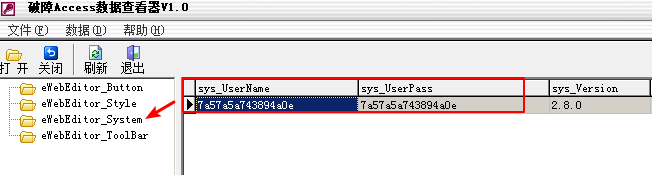 破障Access数据查看器V1.0
文件(F) 数据(D) 帮助(H)
打 开 关闭 刷新 退出
eWebEditor_Button
eWebEditor_Style
eWebEditor_System
eWebEditor_ToolBar
sys_UserName sys_UserPass sys_Version
7a57a5a743894a0e 7a57a5a743894a0e 2.8.0